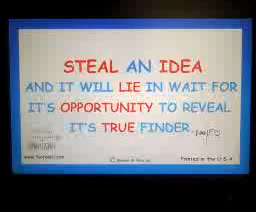 STEAL AN IDEA
AND IT WILL LIE IN WAIT FOR
IT'S OPPORTUNITY TO REVEAL
IT'S TRUE FINDER.
Printed in the U S A